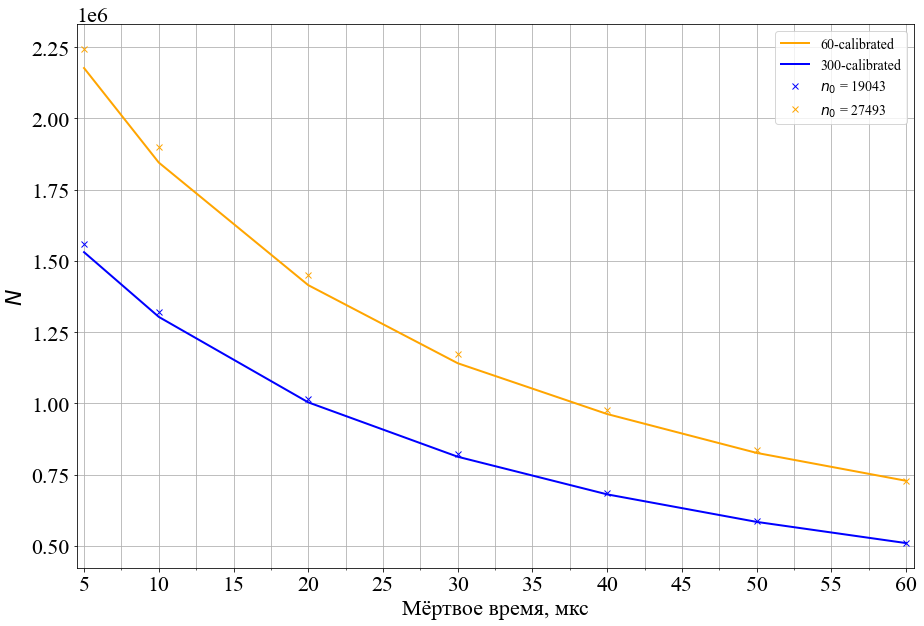 1e6
60-calibrated
300-calibrated
n₀ = 19043
n₀ = 27493
N
2.25
2.00
1.75
1.50
1.25
1.00
0.75
0.50
5 10 15 20 25 30 35 40 45 50 55 60
Мёртвое время, мкс